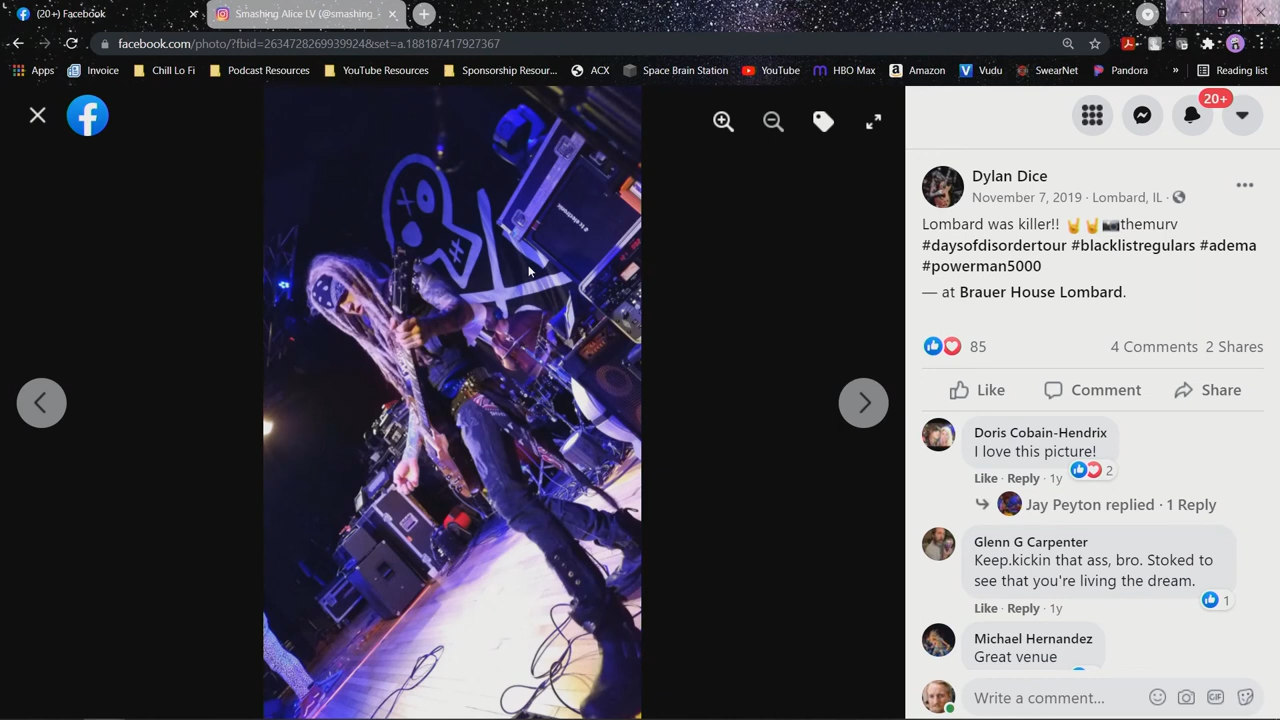 (20+) Facebook
Smashing Alice LV (@smashing_
facebook.com/photo/?fbid=2634728269939924&set=a.188187417927367
Apps Invoice Chill Lo Fi Podcast Resources YouTube Resources Sponsorship Resour... ACX Space Brain Station YouTube HBO Max Amazon Vudu SwearNet Pandora » Reading list
20+
Dylan Dice
November 7, 2019 · Lombard, IL ·
Lombard was killer!! 🤘🤘📷themurv
#daysofdisordertour #blacklistregulars #adema
#powerman5000
— at Brauer House Lombard.
85 4 Comments 2 Shares
Like Comment Share
Doris Cobain-Hendrix
I love this picture!
2
Like · Reply · 1y
Jay Peyton replied · 1 Reply
Glenn G Carpenter
Keep.kickin that ass, bro. Stoked to
see that you're living the dream.
1
Like · Reply · 1y
Michael Hernandez
Great venue
Write a comment...
GIF
tc electronic